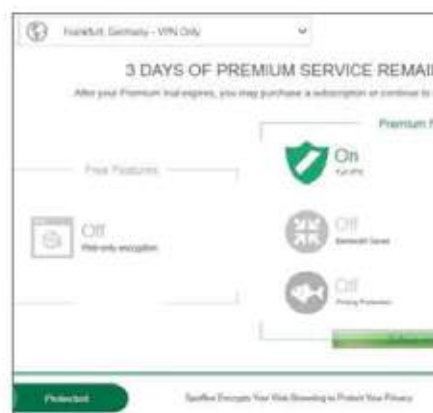 Frankfurt, Germany - VPN Only
3 DAYS OF PREMIUM SERVICE REMAI
After your Premium trial expires, you may purchase a subscription or continue to
Premium F
Free Features
On
Full VPN
Off
Web-only encryption
Off
Bandwidth Saver
Off
Phishing Protection
Protected
Spotflux Encrypts Your Web Browsing to Protect Your Privacy